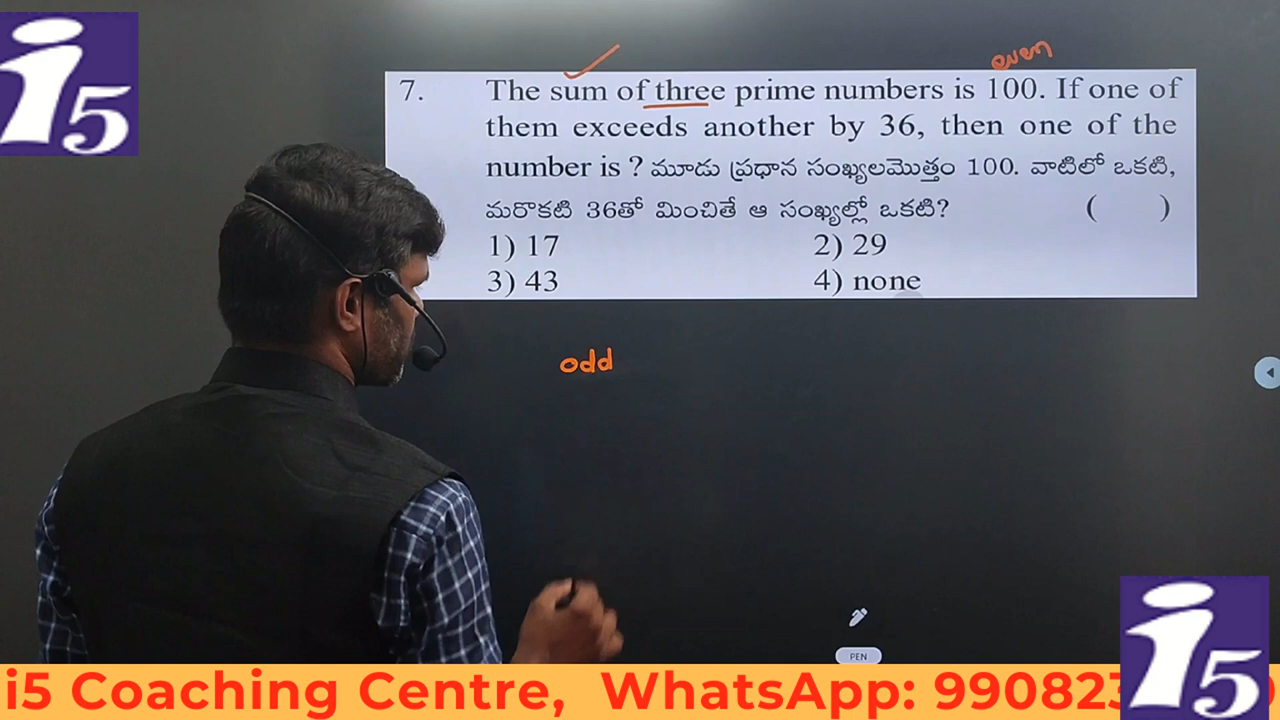 i5
even
7. The sum of three prime numbers is 100. If one of
them exceeds another by 36, then one of the
number is ? మూడు ప్రధాన సంఖ్యలమొత్తం 100. వాటిలో ఒకటి,
మరొకటి 36తో మించితే ఆ సంఖ్యల్లో ఒకటి? ( )
1) 17 2) 29
3) 43 4) none
odd
PEN
i5
i5 Coaching Centre, WhatsApp: 99082